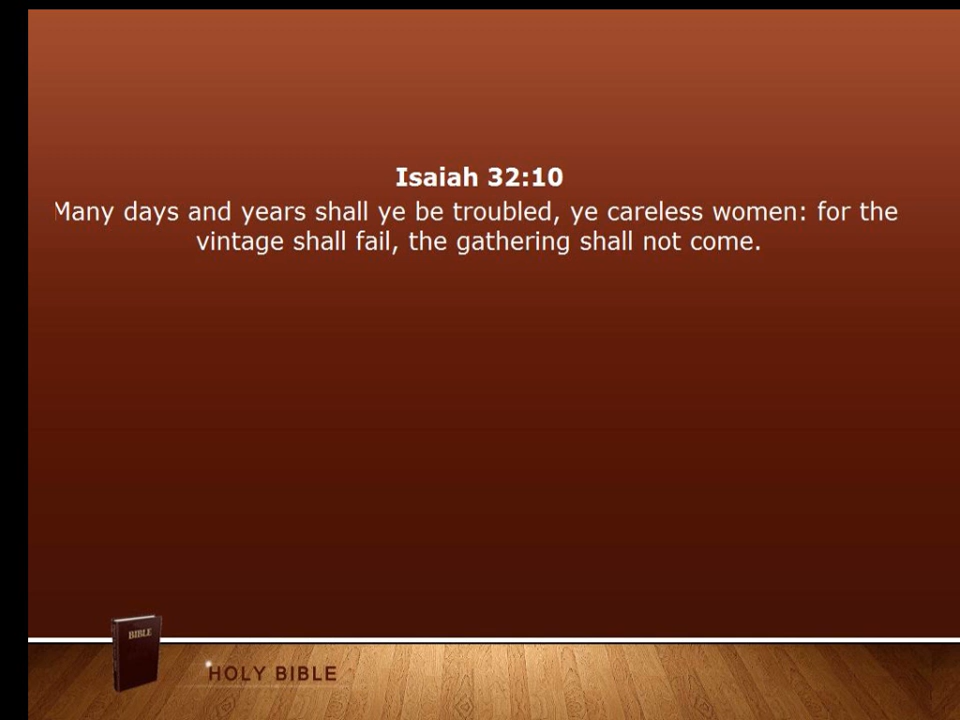 Isaiah 32:10
Many days and years shall ye be troubled, ye careless women: for the
vintage shall fail, the gathering shall not come.
BIBLE
HOLY BIBLE